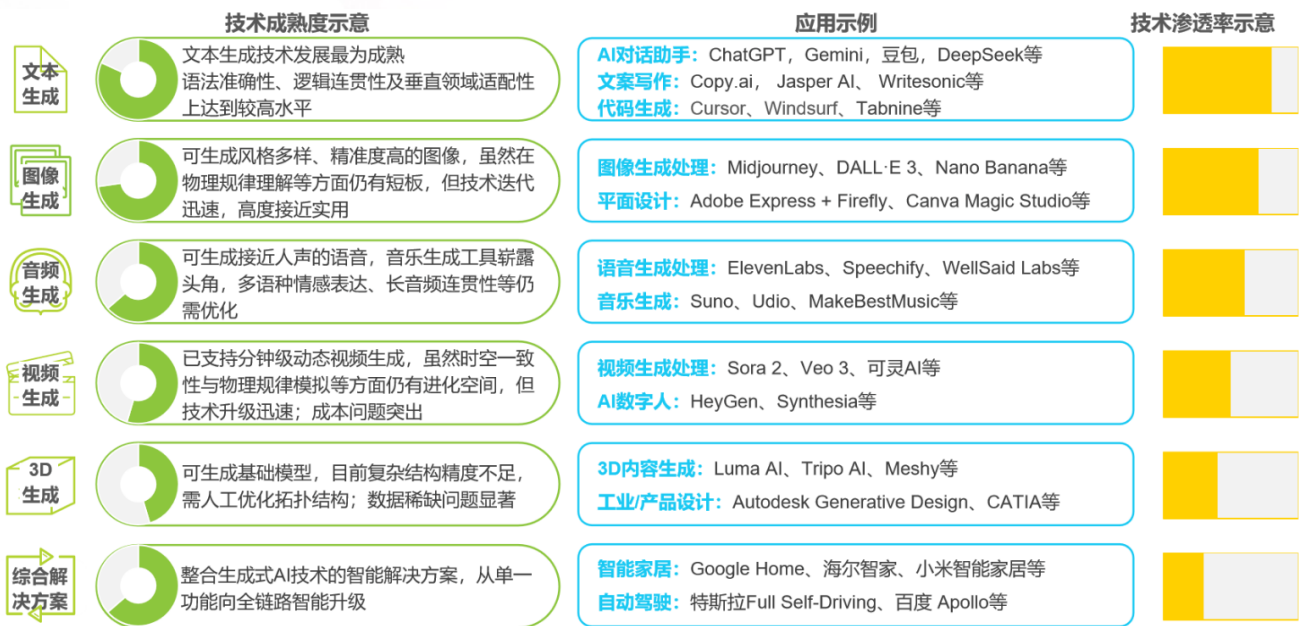 技术成熟度示意
应用示例
技术渗透率示意
文本
生成
文本生成技术发展最为成熟
语法准确性、逻辑连贯性及垂直领域适配性
上达到较高水平
AI对话助手：ChatGPT，Gemini，豆包，DeepSeek等
文案写作：Copy.ai， Jasper AI、 Writesonic等
代码生成：Cursor、Windsurf、Tabnine等
图像
生成
可生成风格多样、精准度高的图像，虽然在
物理规律理解等方面仍有短板，但技术迭代
迅速，高度接近实用
图像生成处理：Midjourney、DALL·E 3、Nano Banana等
平面设计：Adobe Express + Firefly、Canva Magic Studio等
音频
生成
可生成接近人声的语音，音乐生成工具崭露
头角，多语种情感表达、长音频连贯性等仍
需优化
语音生成处理：ElevenLabs、Speechify、WellSaid Labs等
音乐生成：Suno、Udio、MakeBestMusic等
视频
生成
已支持分钟级动态视频生成，虽然时空一致
性与物理规律模拟等方面仍有进化空间，但
技术升级迅速；成本问题突出
视频生成处理：Sora 2、Veo 3、可灵AI等
AI数字人：HeyGen、Synthesia等
3D
生成
可生成基础模型，目前复杂结构精度不足，
需人工优化拓扑结构；数据稀缺问题显著
3D内容生成：Luma AI、Tripo AI、Meshy等
工业/产品设计：Autodesk Generative Design、CATIA等
综合解
决方案
整合生成式AI技术的智能解决方案，从单一
功能向全链路智能升级
智能家居：Google Home、海尔智家、小米智能家居等
自动驾驶：特斯拉Full Self-Driving、百度 Apollo等